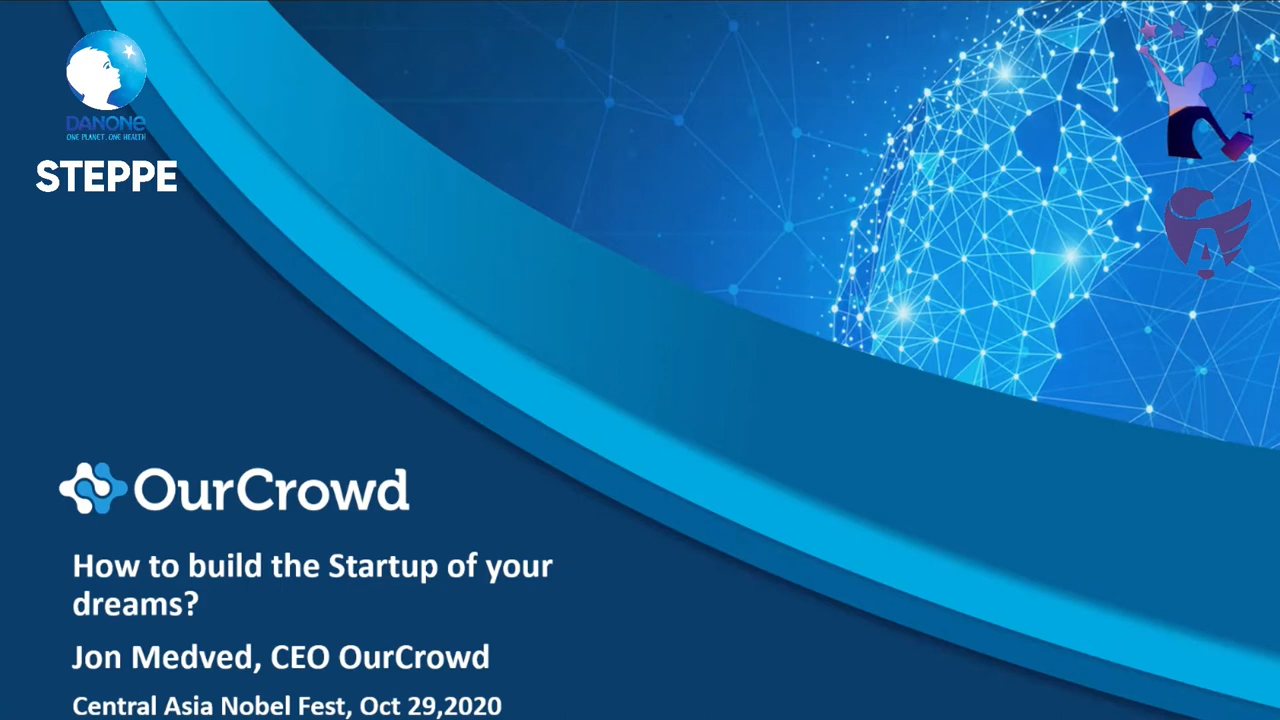 DANONE
ONE PLANET. ONE HEALTH
STEPPE
OurCrowd
How to build the Startup of your
dreams?
Jon Medved, CEO OurCrowd
Central Asia Nobel Fest, Oct 29,2020